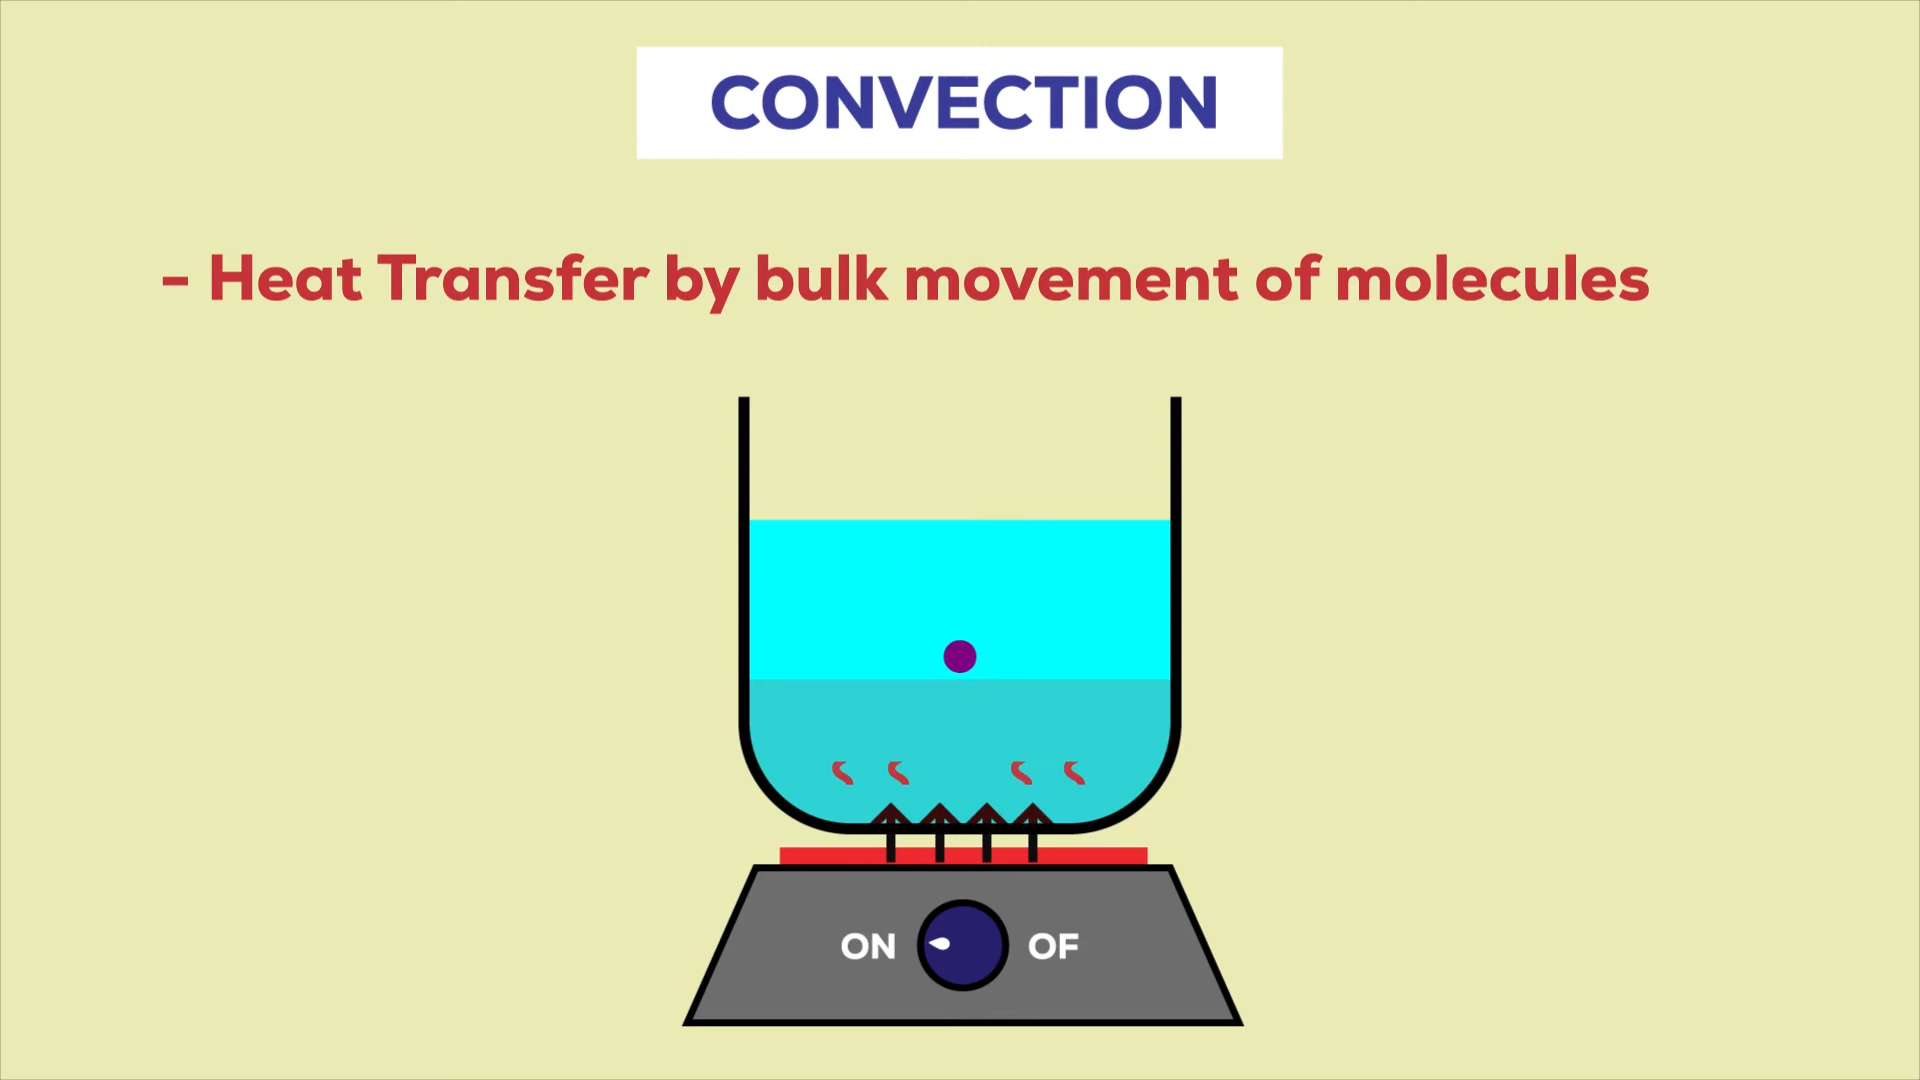 CONVECTION
- Heat Transfer by bulk movement of molecules
ON OF